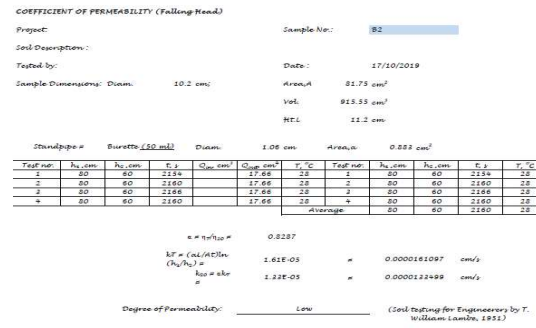 COEFFICIENT OF PERMEABILITY (Falling Head)
Project: Sample No.: B2
Soil Description :
Tested by: Date : 17/10/2019
Sample Dimensions: Diam. 10.2 cm; Area,A 81.75 cm²
Vol. 915.55 cm³
Ht.L 11.2 cm
Standpipe = Burette (50 ml) Diam. 1.06 cm Area,a 0.883 cm²
Test no. h₁,cm h₂,cm t, s cm³ cm³ T, °C Test no. h₁,cm h₂,cm t, s T, °C
1 80 60 2154 17.66 28 1 80 60 2154 28
2 80 60 2160 17.66 28 2 80 60 2160 28
3 80 60 2166 17.66 28 3 80 60 2166 28
4 80 60 2160 17.66 28 4 80 60 2160 28
Average 80 60 2160 28
= 0.8287
kT = (aL/At)ln (h₁/h₂) = 1.61E-05 = 0.0000161097 cm/s
= 1.33E-05 = 0.0000133499 cm/s
Degree of Permeability: Low (Soil testing for Engineerers by T. William Lambe, 1951)